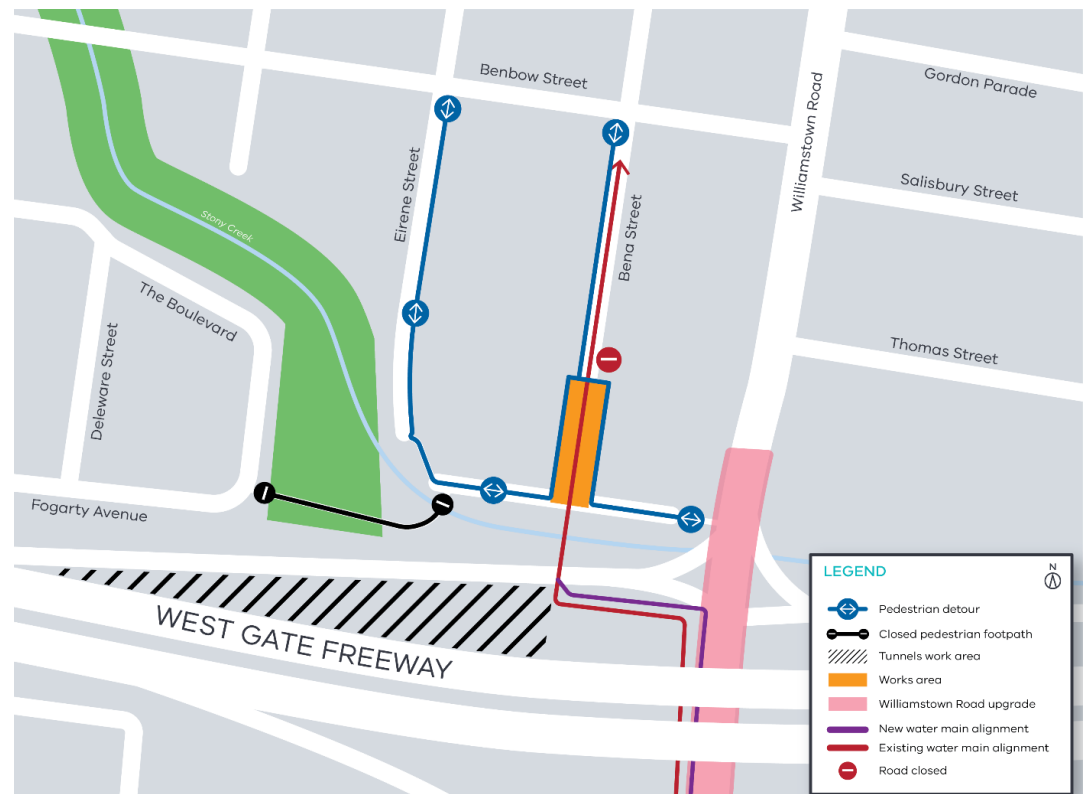 Benbow Street
Gordon Parade
Williamstown Road
Salisbury Street
Eirene Street
Bena Street
Stony Creek
The Boulevard
Deleware Street
Thomas Street
Fogarty Avenue
WEST GATE FREEWAY
LEGEND
N
Pedestrian detour
Closed pedestrian footpath
Tunnels work area
Works area
Williamstown Road upgrade
New water main alignment
Existing water main alignment
Road closed